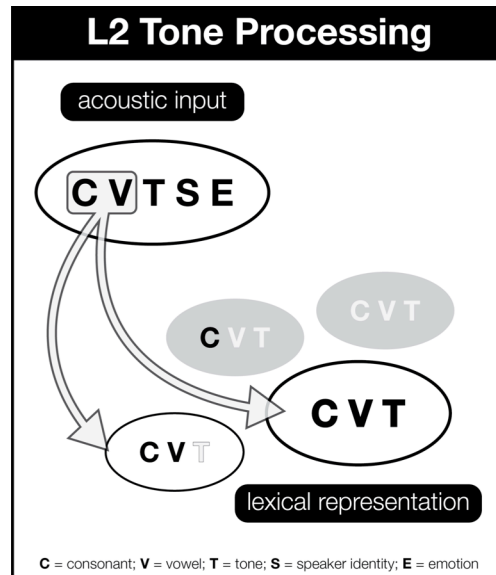 L2 Tone Processing
acoustic input
C V T S E
C V T
C V T
C V T
C V T
lexical representation
C = consonant; V = vowel; T = tone; S = speaker identity; E = emotion